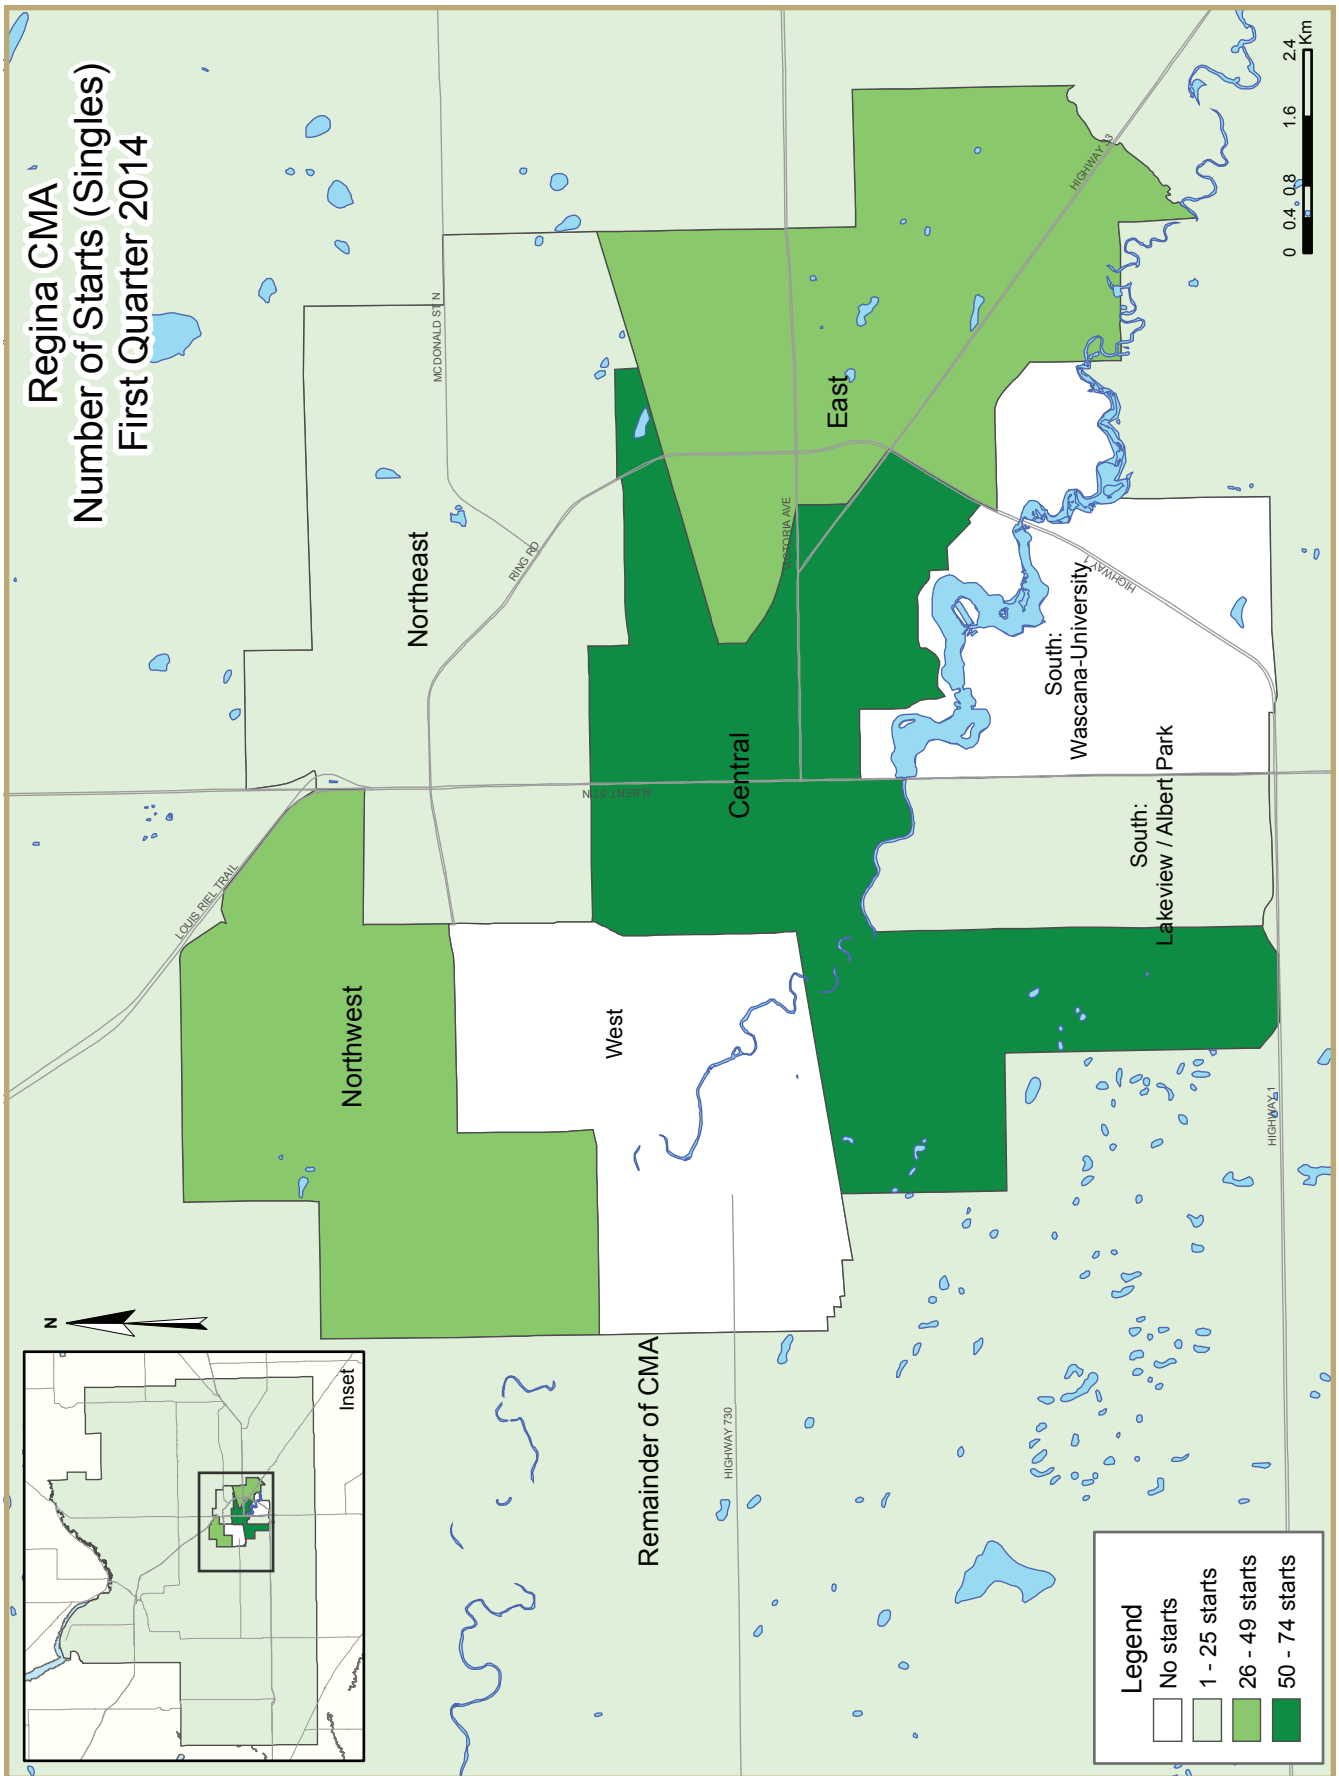 Regina CMA
Number of Starts (Singles)
First Quarter 2014
Inset
N
LOUIS RIEL TRAIL
MCDONALD ST N
Northwest
Northeast
RING RD
ALBERT ST N
West
Remainder of CMA
HIGHWAY 730
Central
VICTORIA AVE
East
HIGHWAY 33
South:
Wascana-University
HIGHWAY 1
South:
Lakeview / Albert Park
HIGHWAY 1
Legend
No starts
1 - 25 starts
26 - 49 starts
50 - 74 starts
0 0.4 0.8 1.6 2.4
Km